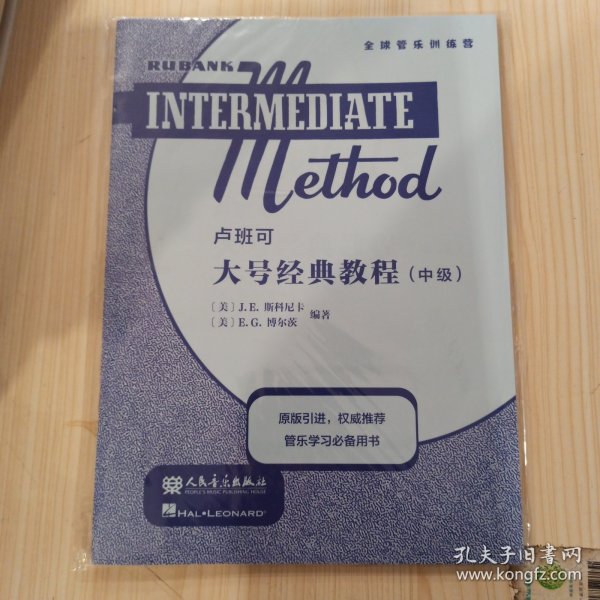 全球管乐训练营
RUBANK
INTERMEDIATE
Method
卢班可
大号经典教程（中级）
〔美〕J.E. 斯科尼卡
〔美〕E.G. 博尔茨
编著
原版引进，权威推荐
管乐学习必备用书
人民音乐出版社
PEOPLE'S MUSIC PUBLISHING HOUSE
HAL•LEONARD®
孔夫子旧书网
www.kongfz.com